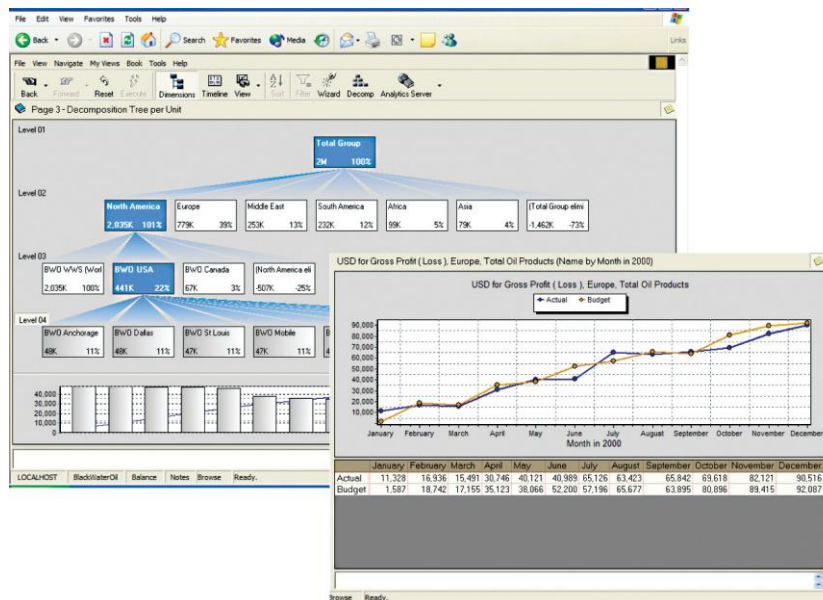 File Edit View Favorites Tools Help
Back Search Favorites Media Links
File View Navigate My Views Book Tools Help
Back Forward Reset Execute Dimensions Timeline View Sort Filter Wizard Decomp Analytics Server
Page 3 - Decomposition Tree per Unit
Level 01
Total Group
2M 100%
Level 02
North America Europe Middle East South America Africa Asia (Total Group elimi
2,035K 101% 779K 39% 253K 13% 232K 12% 99K 5% 79K 4% -1,462K -73%
Level 03
BWO WWS (Worl BWO USA BWO Canada (North America eli
2,035K 100% 441K 22% 67K 3% -507K -25%
Level 04
BWO Anchorage BWO Dallas BWO St Louis BWO Mobile
48K 11% 48K 11% 47K 11% 47K 11%
40,000
30,000
20,000
10,000
0
LOCALHOST BlackWaterOil Balance Notes Browse Ready.
USD for Gross Profit ( Loss ), Europe, Total Oil Products (Name by Month in 2000)
USD for Gross Profit ( Loss ), Europe, Total Oil Products
Actual Budget
90,000
80,000
70,000
60,000
50,000
40,000
30,000
20,000
10,000
January February March April May June July August September October November December
Month in 2000
January February March April May June July August September October November December
Actual 11,328 16,936 15,491 30,746 40,121 40,989 65,126 63,423 65,842 69,618 82,121 90,516
Budget 1,587 18,742 17,155 35,123 38,066 52,200 57,196 65,677 63,895 80,896 89,415 92,087
Browse Ready.